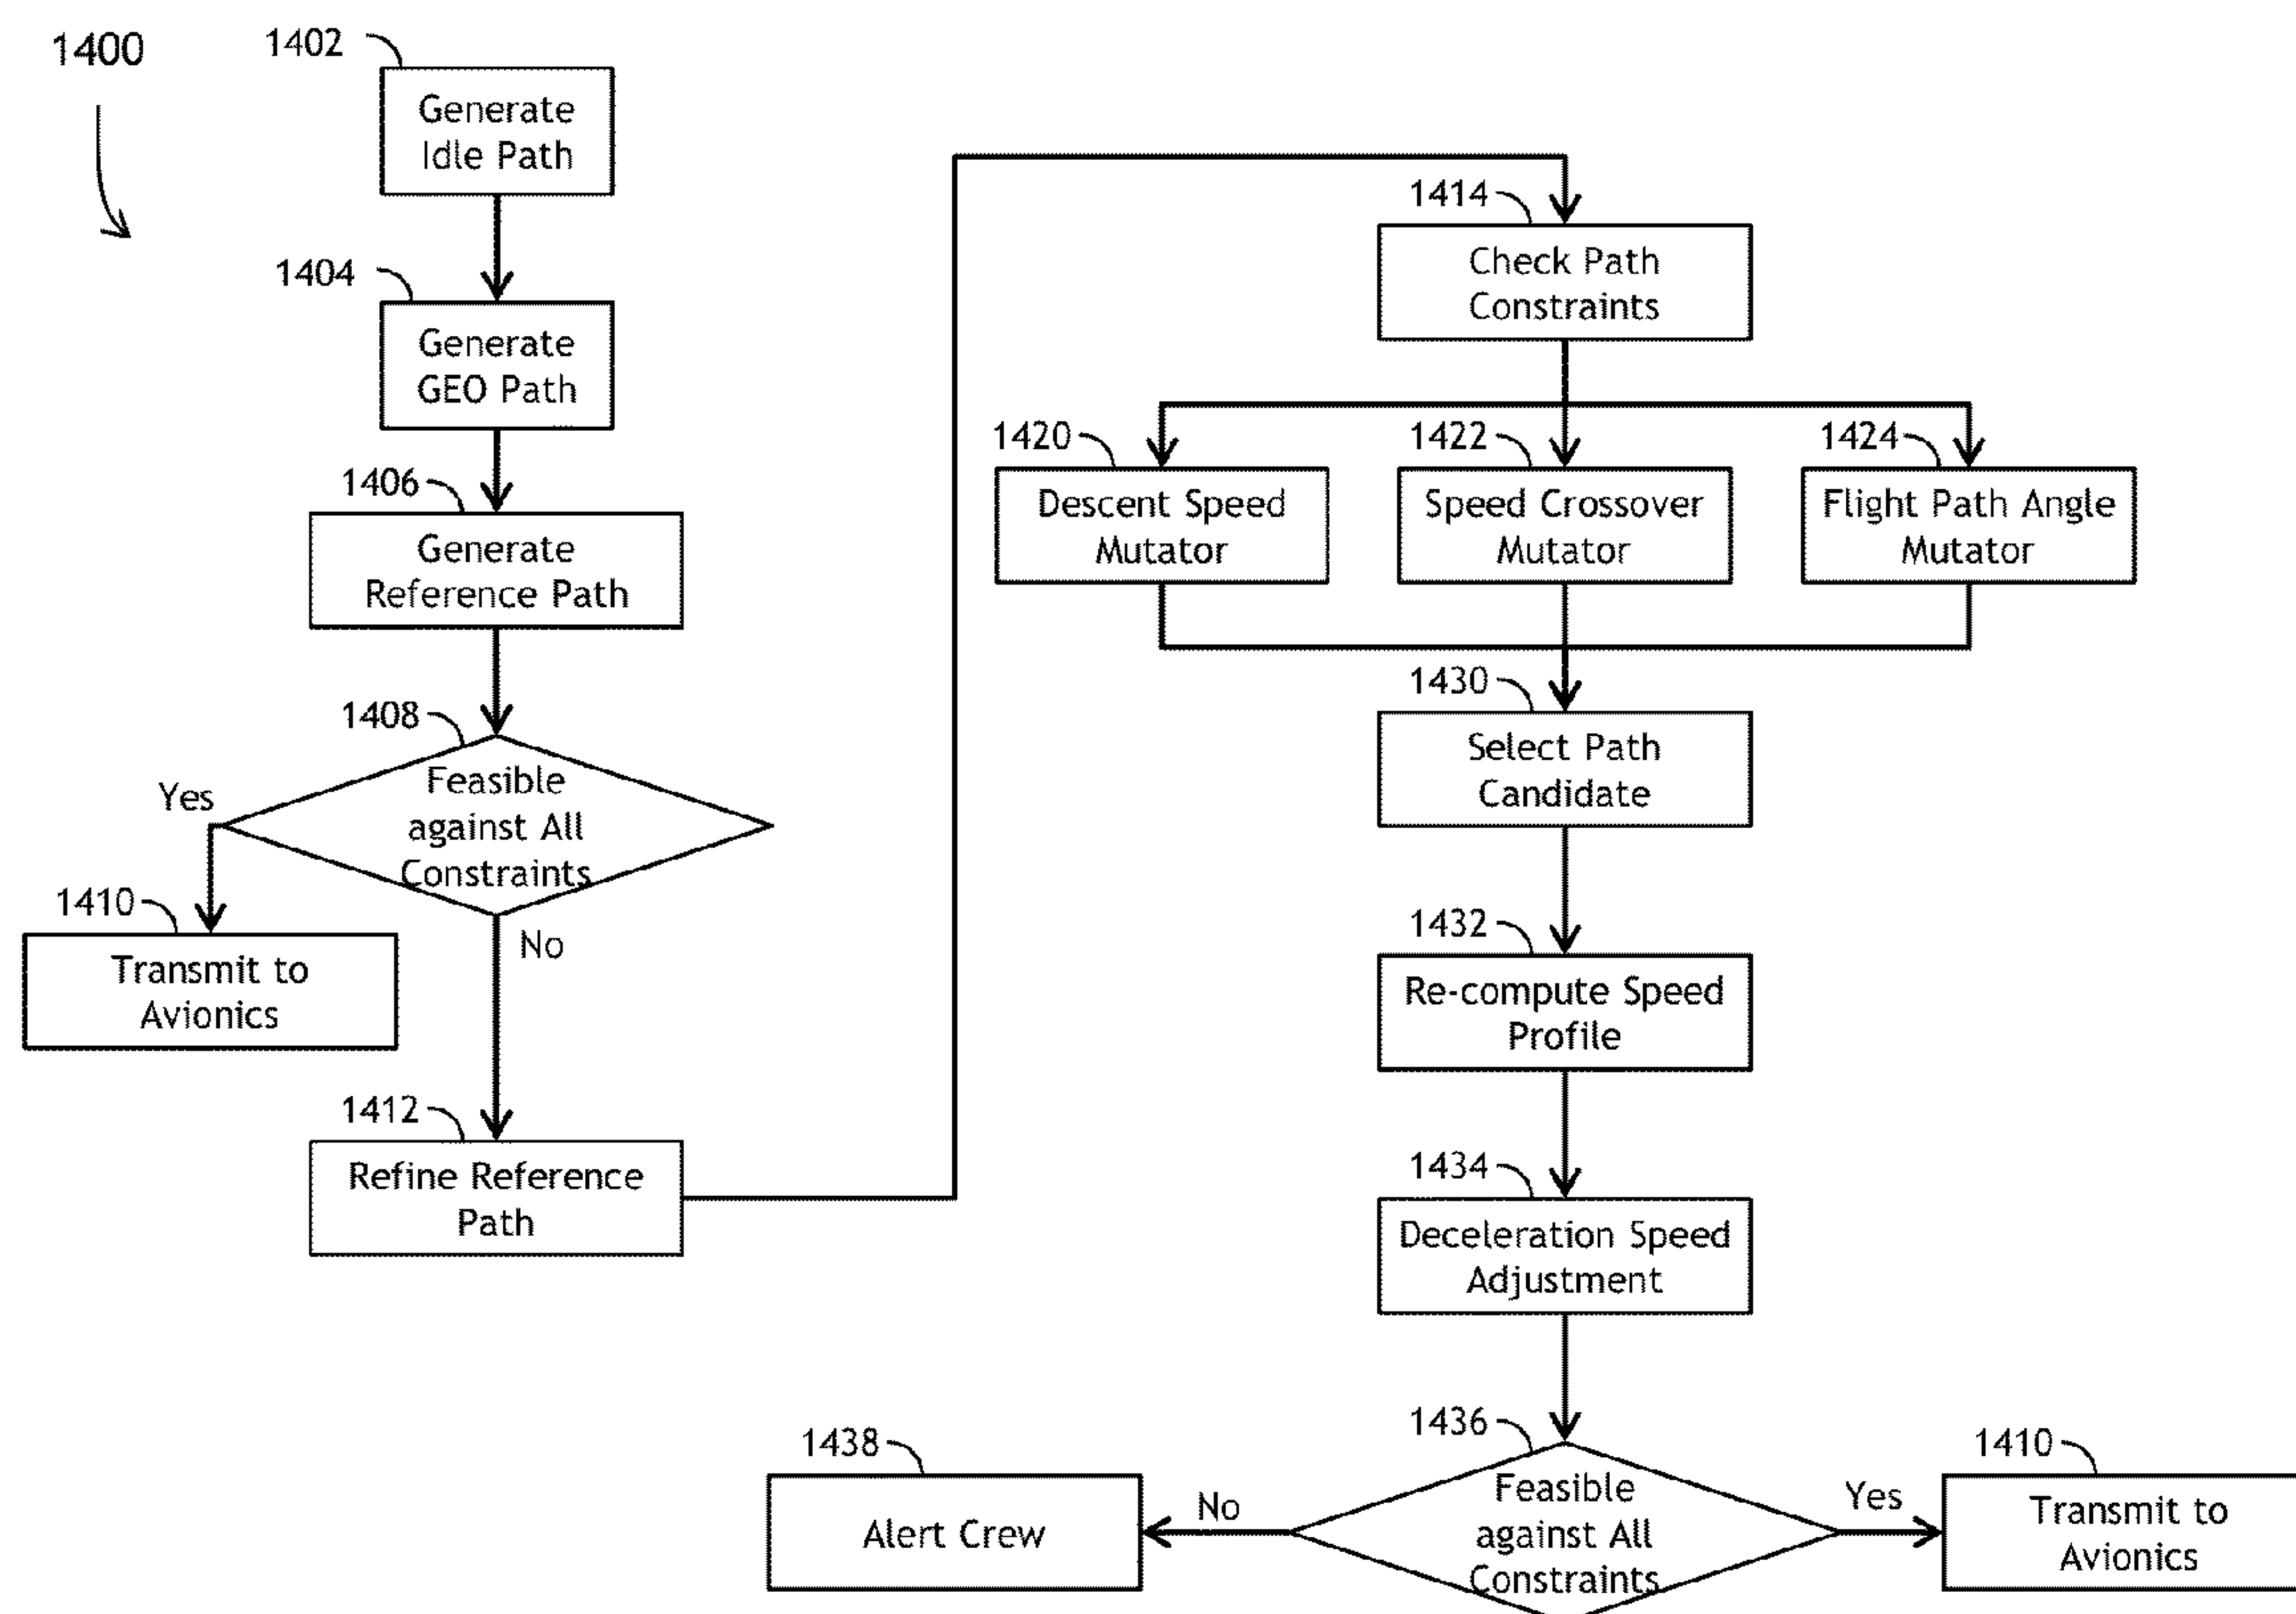 1400
1402
Generate
Idle Path
1404
Generate
GEO Path
1406
Generate
Reference Path
1408
Feasible
against All
Constraints
Yes
No
1410
Transmit to
Avionics
1412
Refine Reference
Path
1414
Check Path
Constraints
1420
Descent Speed
Mutator
1422
Speed Crossover
Mutator
1424
Flight Path Angle
Mutator
1430
Select Path
Candidate
1432
Re-compute Speed
Profile
1434
Deceleration Speed
Adjustment
1436
Feasible
against All
Constraints
No
Yes
1438
Alert Crew
1410
Transmit to
Avionics